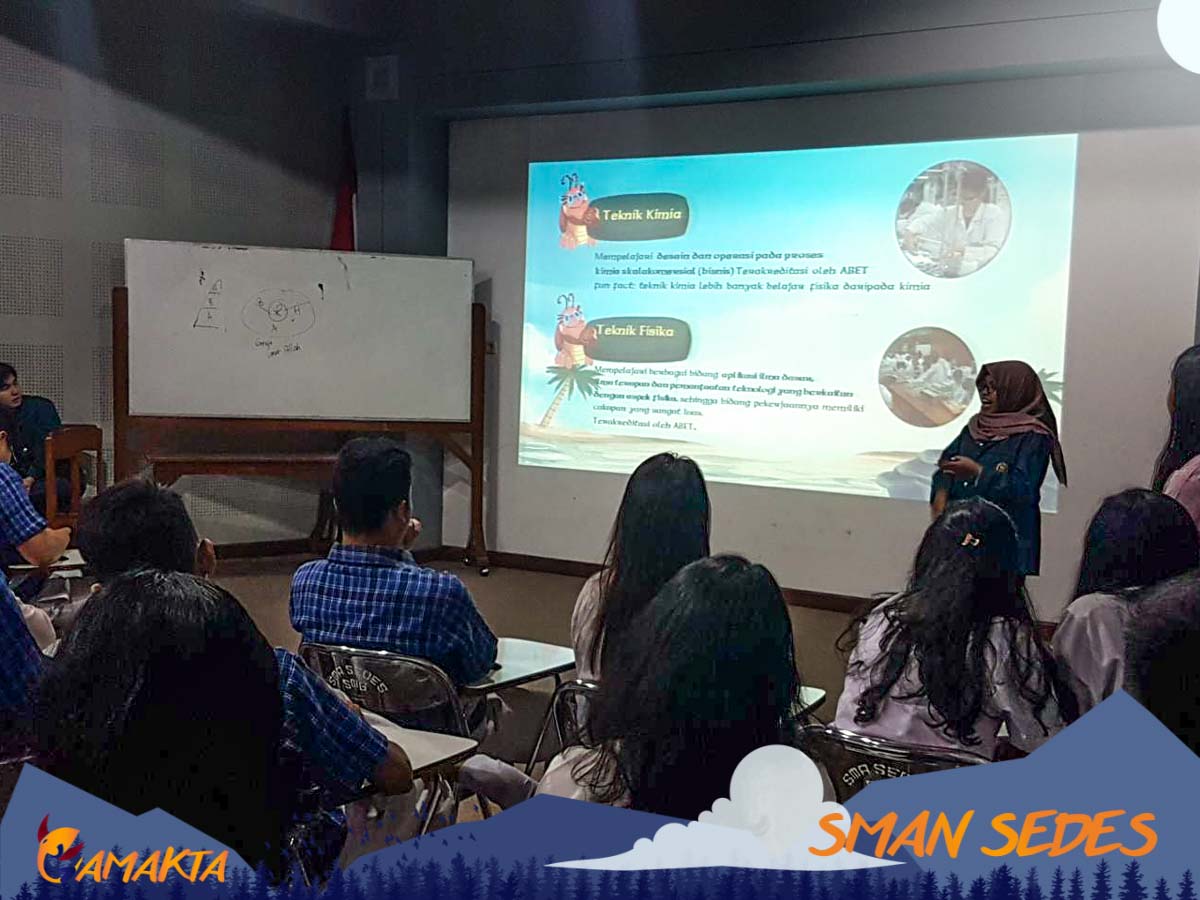 Teknik Kimia
Mempelajari desain dan operasi pada proses
kimia skala komersial (bisnis) Terakreditasi oleh ABET
fun fact: teknik kimia lebih banyak belajar fisika daripada kimia
Teknik Fisika
Mempelajari berbagai bidang aplikasi ilmu dasar,
ilmu terapan dan pemanfaatan teknologi yang berkaitan
dengan aspek fisika, sehingga bidang pekerjaannya memiliki
cakupan yang sangat luas.
Terakreditasi oleh ABET.
A
B
A
SMA SEDES
SMG
SMA SE
SMAN SEDES
AMAKTA